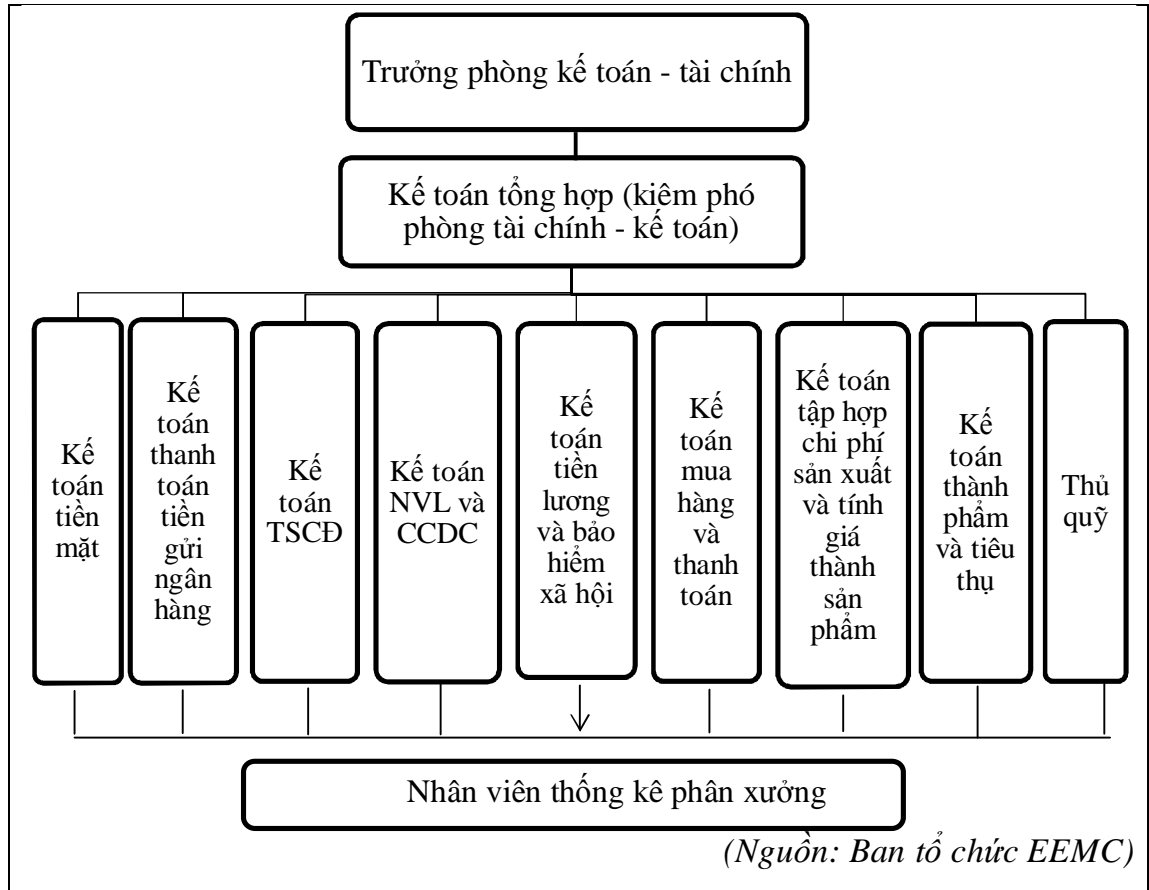 Trưởng phòng kế toán - tài chính
Kế toán tổng hợp (kiêm phó
phòng tài chính - kế toán)
Kế
toán
tiền
mặt
Kế
toán
thanh
toán
tiền
gửi
ngân
hàng
Kế
toán
TSCĐ
Kế toán
NVL và
CCDC
Kế
toán
tiền
lương
và bảo
hiểm
xã hội
Kế
toán
mua
hàng
và
thanh
toán
Kế toán
tập hợp
chi phí
sản xuất
và tính
giá
thành
sản
phẩm
Kế
toán
thành
phẩm
và tiêu
thụ
Thủ
quỹ
Nhân viên thống kê phân xưởng
(Nguồn: Ban tổ chức EEMC)